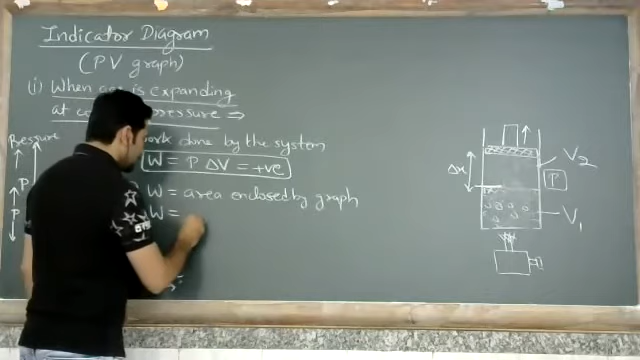 Indicator Diagram
(PV graph)
(i) When gas is expanding
at pressure ⇒
work done by the system
W = P ΔV = +ve
W = area enclosed by graph
W =
Pressure
P
P
Δx
V₂
P
V₁